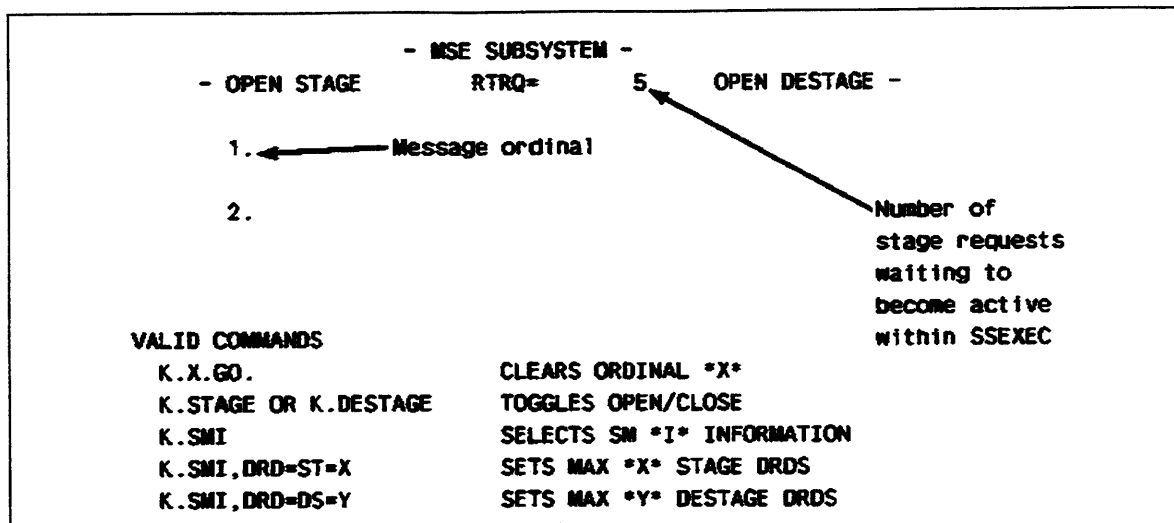 - MSE SUBSYSTEM -
- OPEN STAGE RTRQ= 5 OPEN DESTAGE -
1. Message ordinal
2.
Number of
stage requests
waiting to
become active
within SSEXEC
VALID COMMANDS
K.X.GO. CLEARS ORDINAL *X*
K.STAGE OR K.DESTAGE TOGGLES OPEN/CLOSE
K.SMI SELECTS SM *I* INFORMATION
K.SMI,DRD=ST=X SETS MAX *X* STAGE DRDS
K.SMI,DRD=DS=Y SETS MAX *Y* DESTAGE DRDS